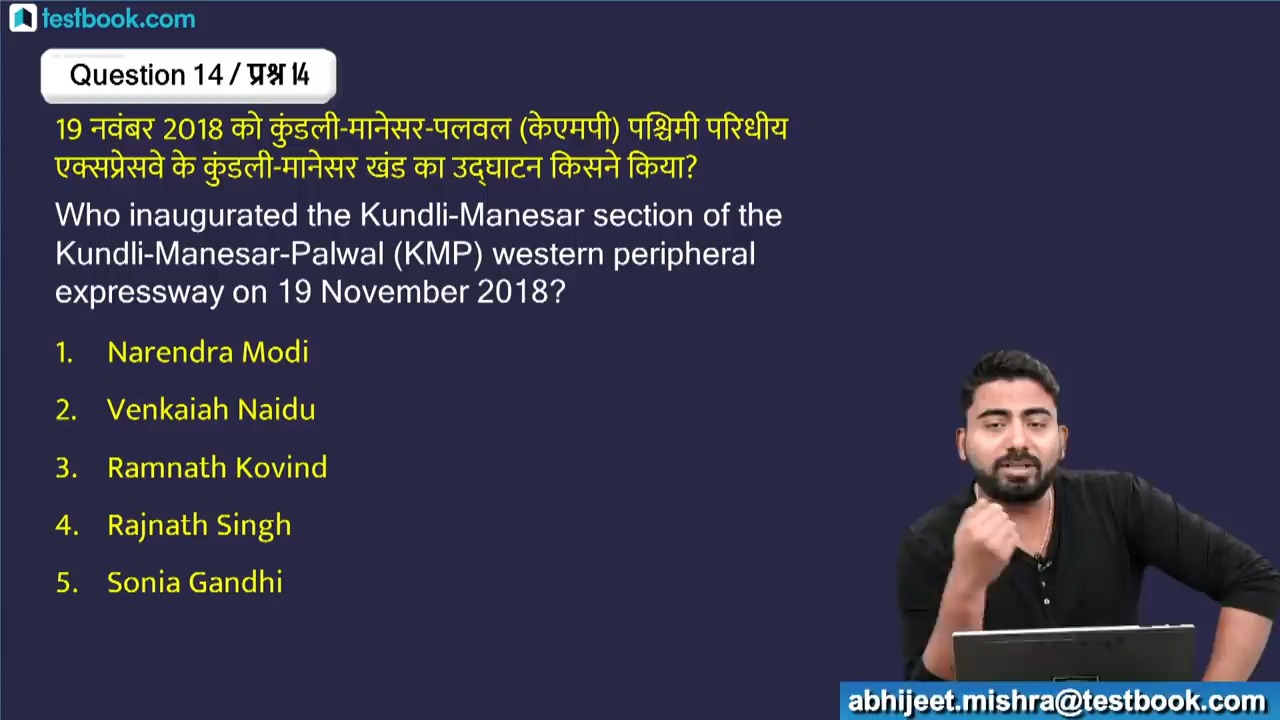 testbook.com
Question 14 / प्रश्न 14
19 नवंबर 2018 को कुंडली-मानेसर-पलवल (केएमपी) पश्चिमी परिधीय
एक्सप्रेसवे के कुंडली-मानेसर खंड का उद्घाटन किसने किया?
Who inaugurated the Kundli-Manesar section of the
Kundli-Manesar-Palwal (KMP) western peripheral
expressway on 19 November 2018?
1. Narendra Modi
2. Venkaiah Naidu
3. Ramnath Kovind
4. Rajnath Singh
5. Sonia Gandhi
abhijeet.mishra@testbook.com